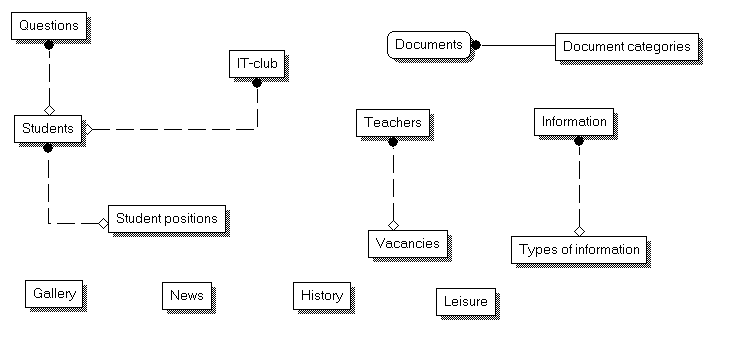 Questions
IT-club
Documents
Document categories
Students
Teachers
Information
Student positions
Vacancies
Types of information
Gallery
News
History
Leisure